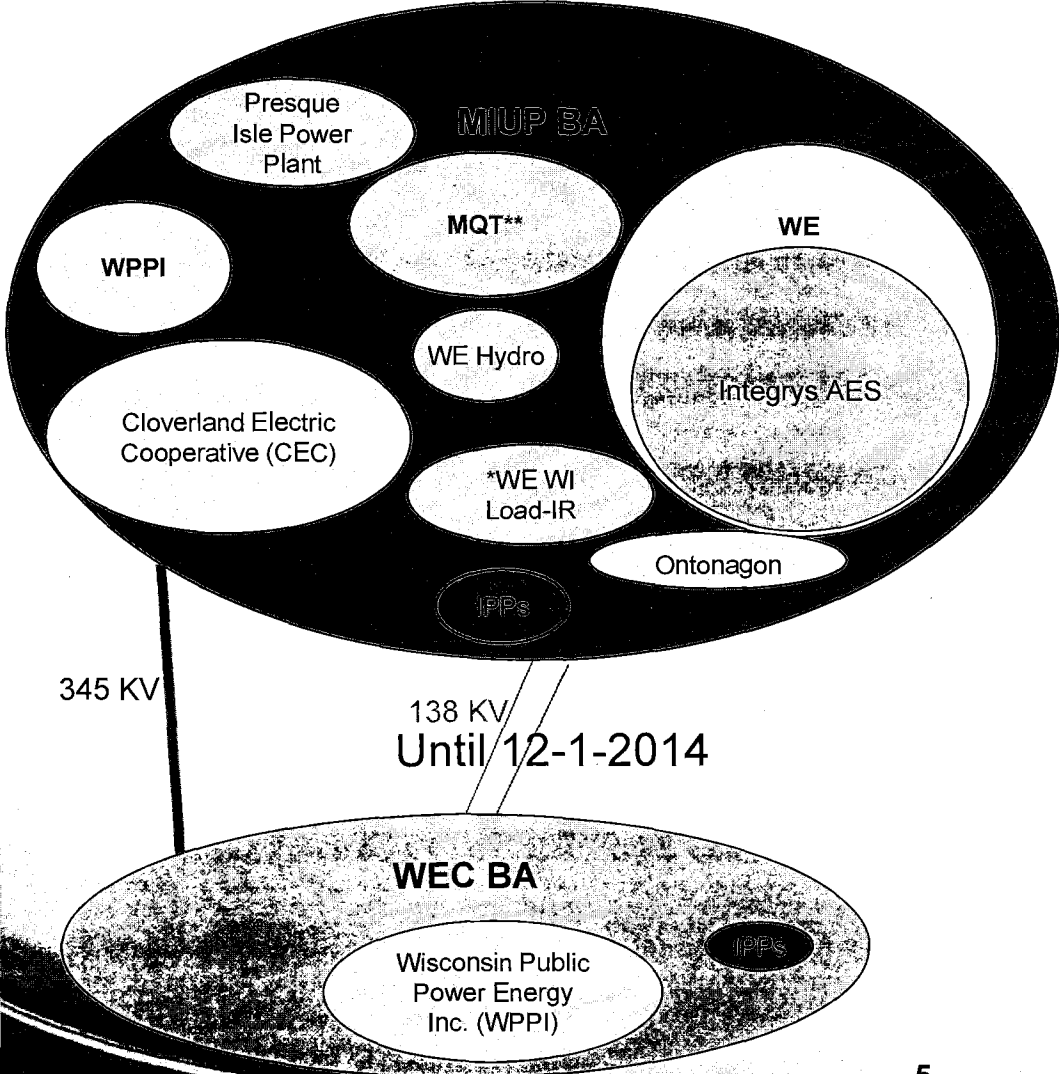 MIUP BA
Presque
Isle Power
Plant
MQT**
WE
WPPI
WE Hydro
Integrys AES
Cloverland Electric
Cooperative (CEC)
*WE WI
Load-IR
Ontonagon
IPPs
345 KV
138 KV
Until 12-1-2014
WEC BA
IPPs
Wisconsin Public
Power Energy
Inc. (WPPI)
5